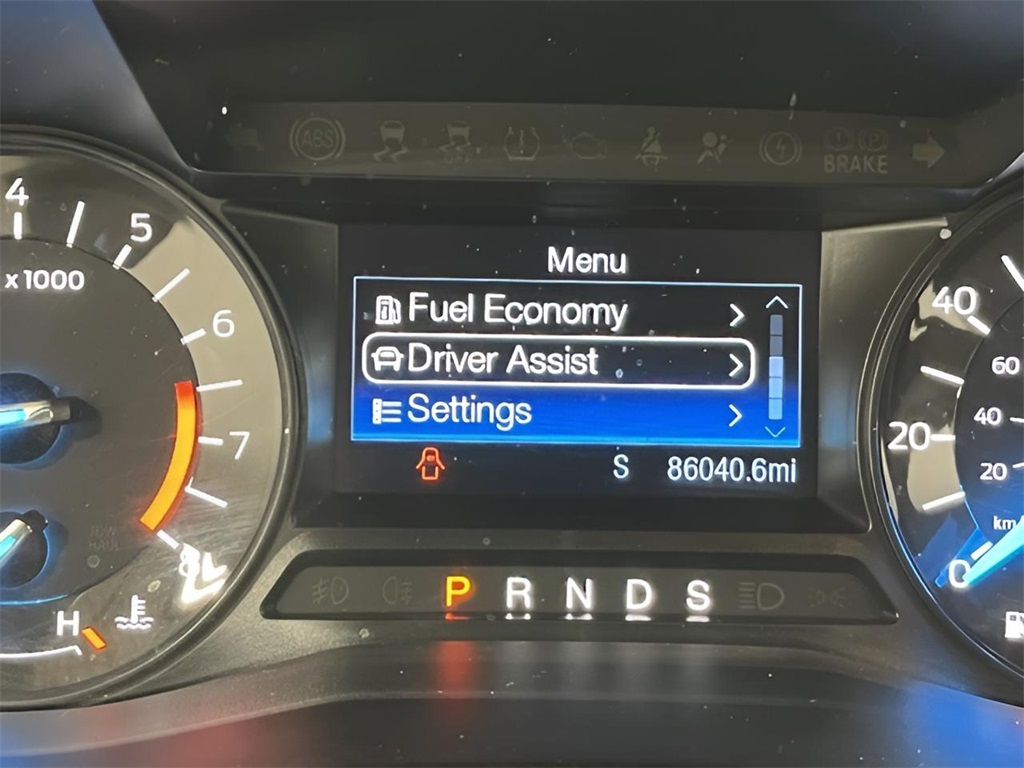 ABS
BRAKE
4
5
6
7
8
x 1000
H
Menu
Fuel Economy
Driver Assist
Settings
S 86040.6mi
P R N D S
40
20
0
60
40
20
km